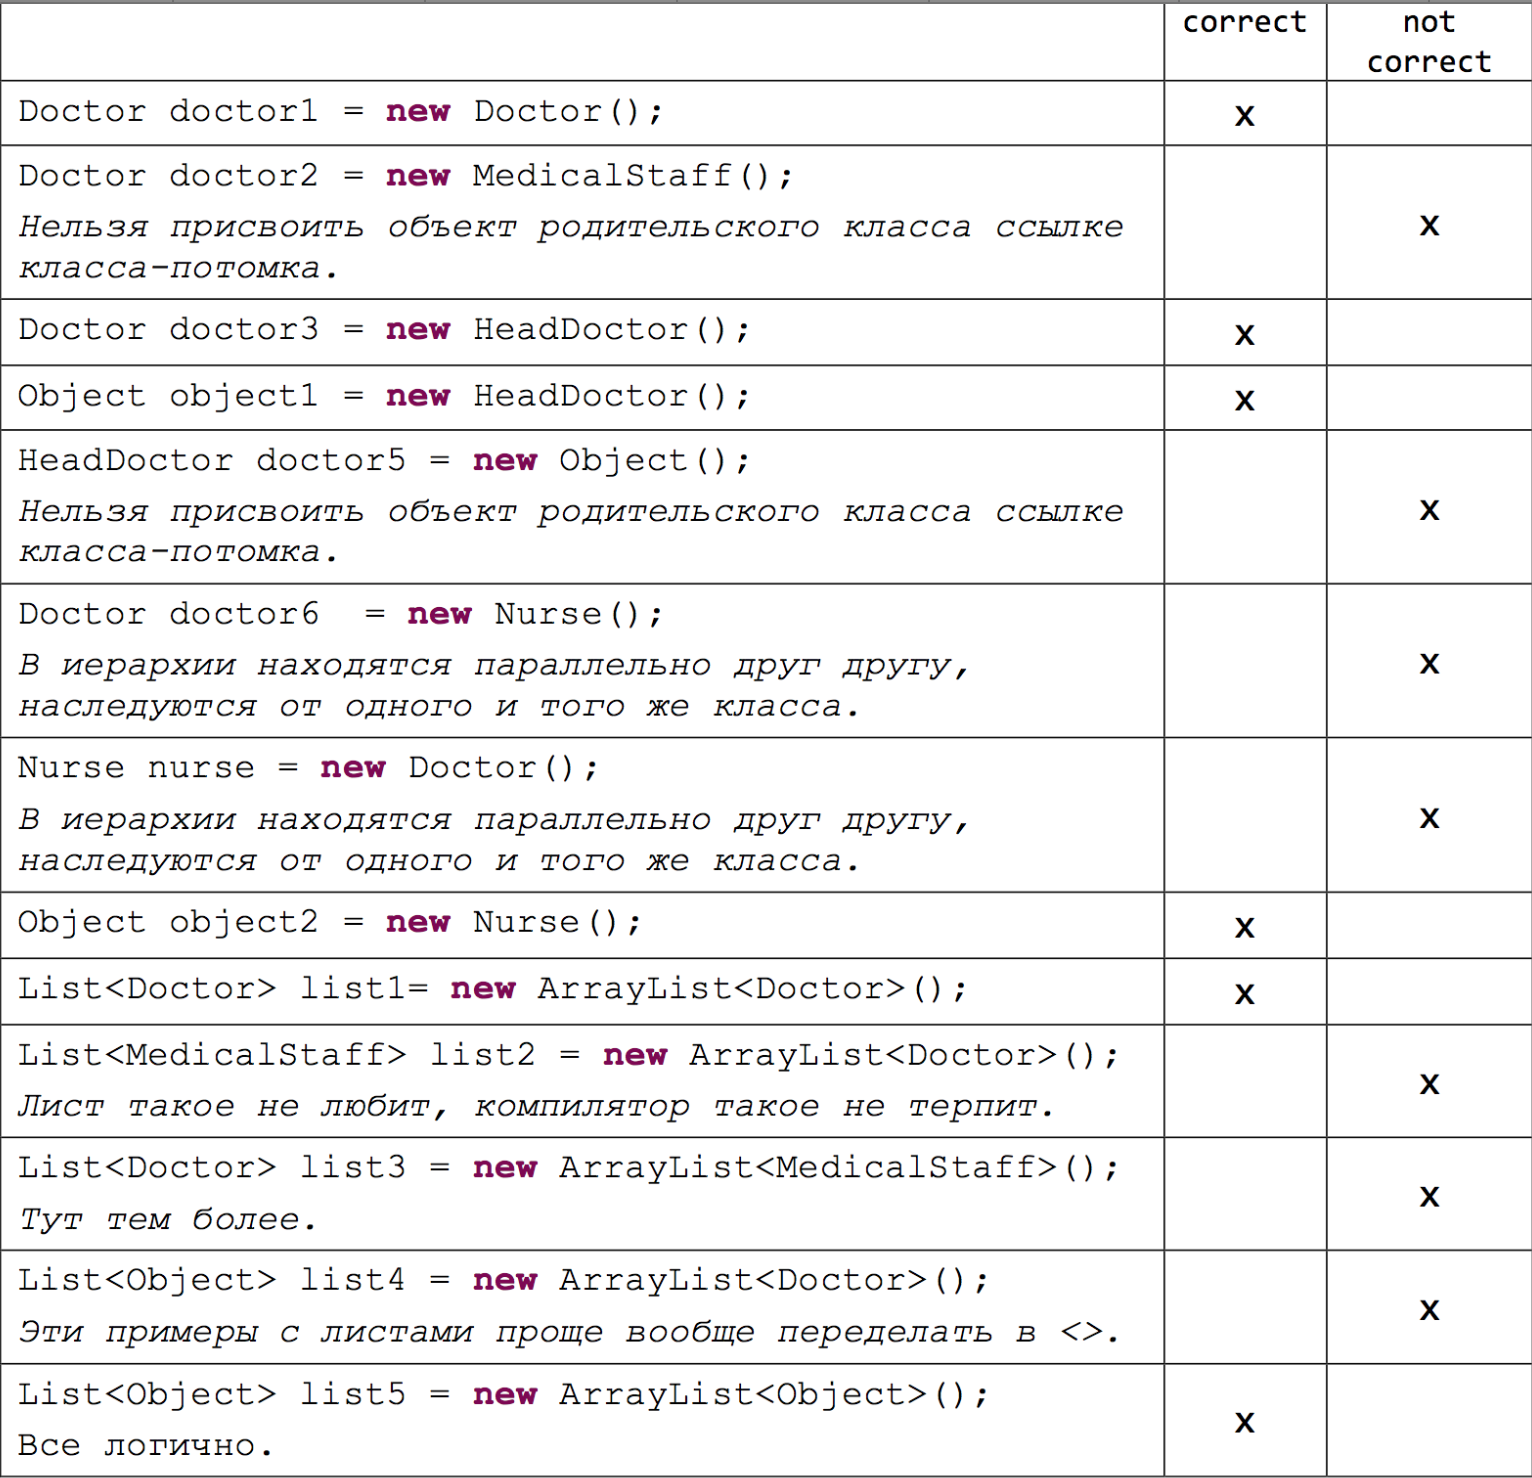 correct not
correct
Doctor doctor1 = new Doctor(); x
Doctor doctor2 = new MedicalStaff();
Нельзя присвоить объект родительского класса ссылке
класса-потомка. x
Doctor doctor3 = new HeadDoctor(); x
Object object1 = new HeadDoctor(); x
HeadDoctor doctor5 = new Object();
Нельзя присвоить объект родительского класса ссылке
класса-потомка. x
Doctor doctor6  = new Nurse();
В иерархии находятся параллельно друг другу,
наследуются от одного и того же класса. x
Nurse nurse = new Doctor();
В иерархии находятся параллельно друг другу,
наследуются от одного и того же класса. x
Object object2 = new Nurse(); x
List<Doctor> list1= new ArrayList<Doctor>(); x
List<MedicalStaff> list2 = new ArrayList<Doctor>();
Лист такое не любит, компилятор такое не терпит. x
List<Doctor> list3 = new ArrayList<MedicalStaff>();
Тут тем более. x
List<Object> list4 = new ArrayList<Doctor>();
Эти примеры с листами проще вообще переделать в <>. x
List<Object> list5 = new ArrayList<Object>();
Все логично. x